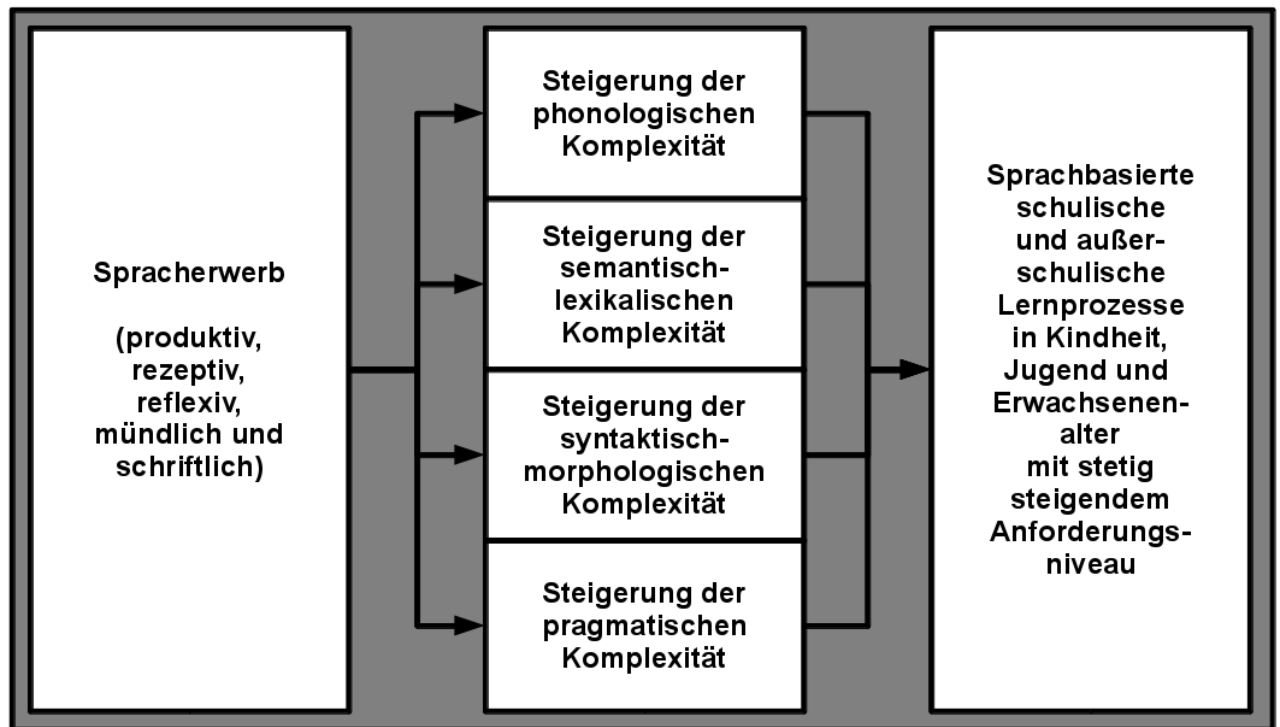 Spracherwerb
(produktiv,
rezeptiv,
reflexiv,
mündlich und
schriftlich)
Steigerung der
phonologischen
Komplexität
Steigerung der
semantisch-
lexikalischen
Komplexität
Steigerung der
syntaktisch-
morphologischen
Komplexität
Steigerung der
pragmatischen
Komplexität
Sprachbasierte
schulische
und außer-
schulische
Lernprozesse
in Kindheit,
Jugend und
Erwachsenen-
alter
mit stetig
steigendem
Anforderungs-
niveau